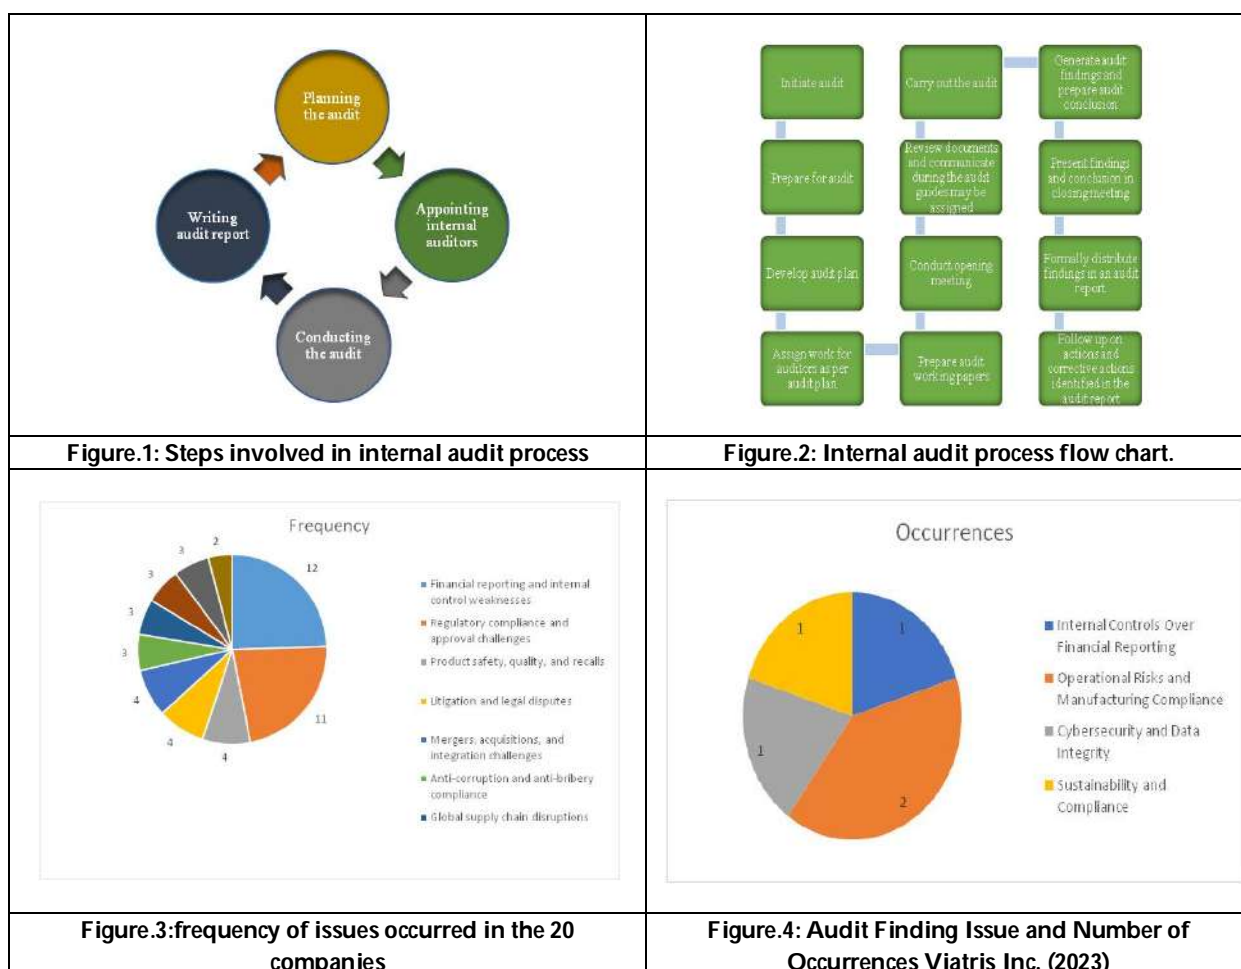 Planning
the audit
Appointing
internal
auditors
Conducting
the audit
Writing
audit report
Initiate audit
Prepare for audit
Develop audit plan
Assign work for
auditors as per
audit plan
Prepare audit
working papers
Conduct opening
meeting
Review documents
and communicate
during the audit
guides may be
assigned
Carry out the audit
Generate audit
findings and
prepare audit
conclusion
Present findings
and conclusion in
closing meeting
Formally distribute
findings in an audit
report
Follow up on
actions and
corrective actions
identified in the
audit report
Figure.1: Steps involved in internal audit process
Figure.2: Internal audit process flow chart.
Frequency
12
11
4
4
4
3
3
3
3
2
Financial reporting and internal
control weaknesses
Regulatory compliance and
approval challenges
Product safety, quality, and recalls
Litigation and legal disputes
Mergers, acquisitions, and
integration challenges
Anti-corruption and anti-bribery
compliance
Global supply chain disruptions
Occurrences
1
2
1
1
Internal Controls Over
Financial Reporting
Operational Risks and
Manufacturing Compliance
Cybersecurity and Data
Integrity
Sustainability and
Compliance
Figure.3:frequency of issues occurred in the 20
companies
Figure.4: Audit Finding Issue and Number of
Occurrences Viatris Inc. (2023)